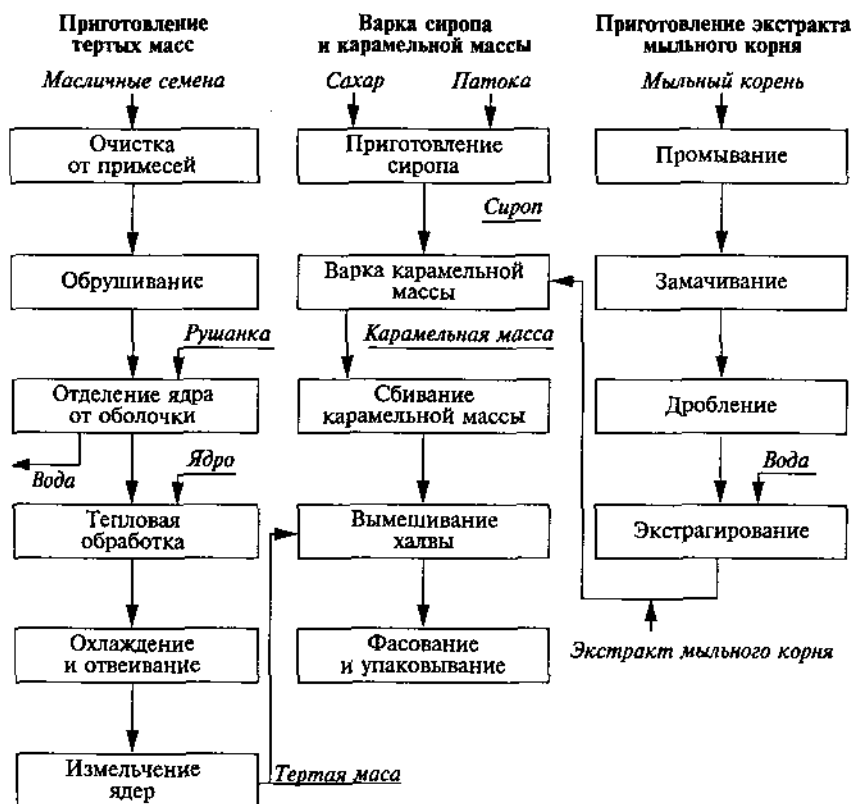 Приготовление
тертых масс
Масличные семена
Очистка
от примесей
Обрушивание
Рушанка
Отделение ядра
от оболочки
Вода
Ядро
Тепловая
обработка
Охлаждение
и отвеивание
Измельчение
ядер
Тертая маса
Варка сиропа
и карамельной массы
Сахар
Патока
Приготовление
сиропа
Сироп
Варка карамельной
массы
Карамельная масса
Сбивание
карамельной массы
Вымешивание
халвы
Фасование
и упаковывание
Приготовление экстракта
мыльного корня
Мыльный корень
Промывание
Замачивание
Дробление
Вода
Экстрагирование
Экстракт мыльного корня